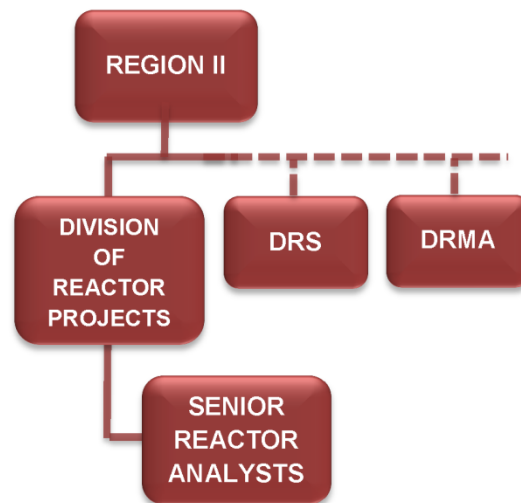 REGION II
DIVISION
OF
REACTOR
PROJECTS
DRS
DRMA
SENIOR
REACTOR
ANALYSTS